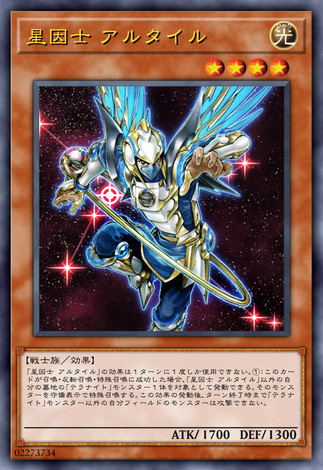 星因士 アルタイル
光
【戦士族／効果】
「星因士 アルタイル」の効果は１ターンに１度しか使用できない。①：このカー
ドが召喚・反転召喚・特殊召喚に成功した場合、「星因士 アルタイル」以外の自
分の墓地の「テラナイト」モンスター１体を対象として発動できる。そのモンス
ターを守備表示で特殊召喚する。この効果の発動後、ターン終了時まで「テラナ
イト」モンスター以外の自分フィールドのモンスターは攻撃できない。
ATK/ 1700 DEF/1300
02273734